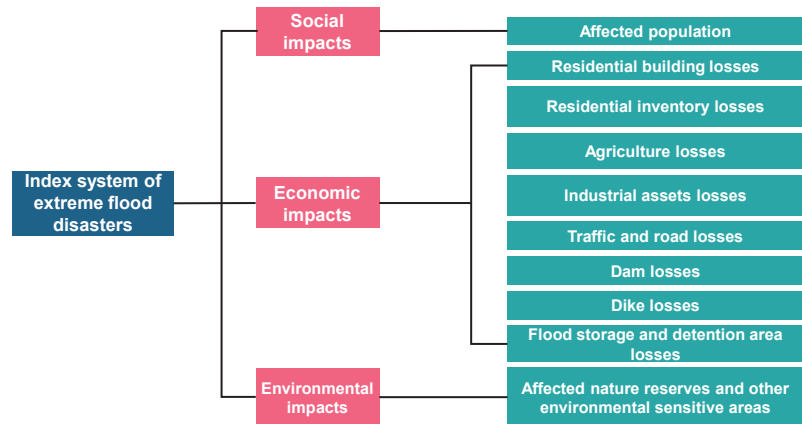 Social
impacts
Affected population
Residential building losses
Residential inventory losses
Agriculture losses
Index system of
extreme flood
disasters
Economic
impacts
Industrial assets losses
Traffic and road losses
Dam losses
Dike losses
Flood storage and detention area
losses
Environmental
impacts
Affected nature reserves and other
environmental sensitive areas